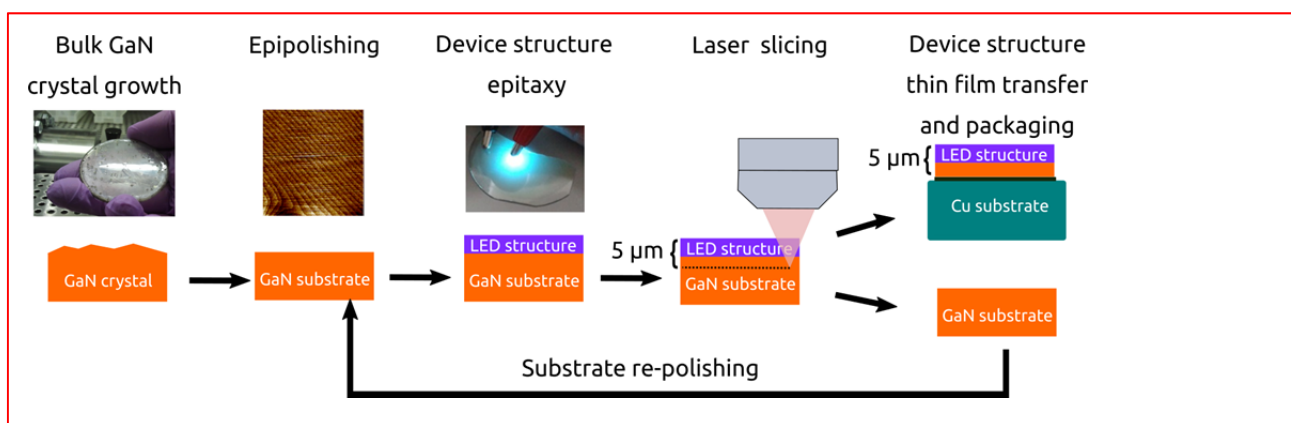 Bulk GaN
crystal growth
Epipolishing
Device structure
epitaxy
Laser slicing
Device structure
thin film transfer
and packaging
GaN crystal
GaN substrate
LED structure
GaN substrate
5 µm
LED structure
GaN substrate
5 µm
LED structure
Cu substrate
GaN substrate
Substrate re-polishing